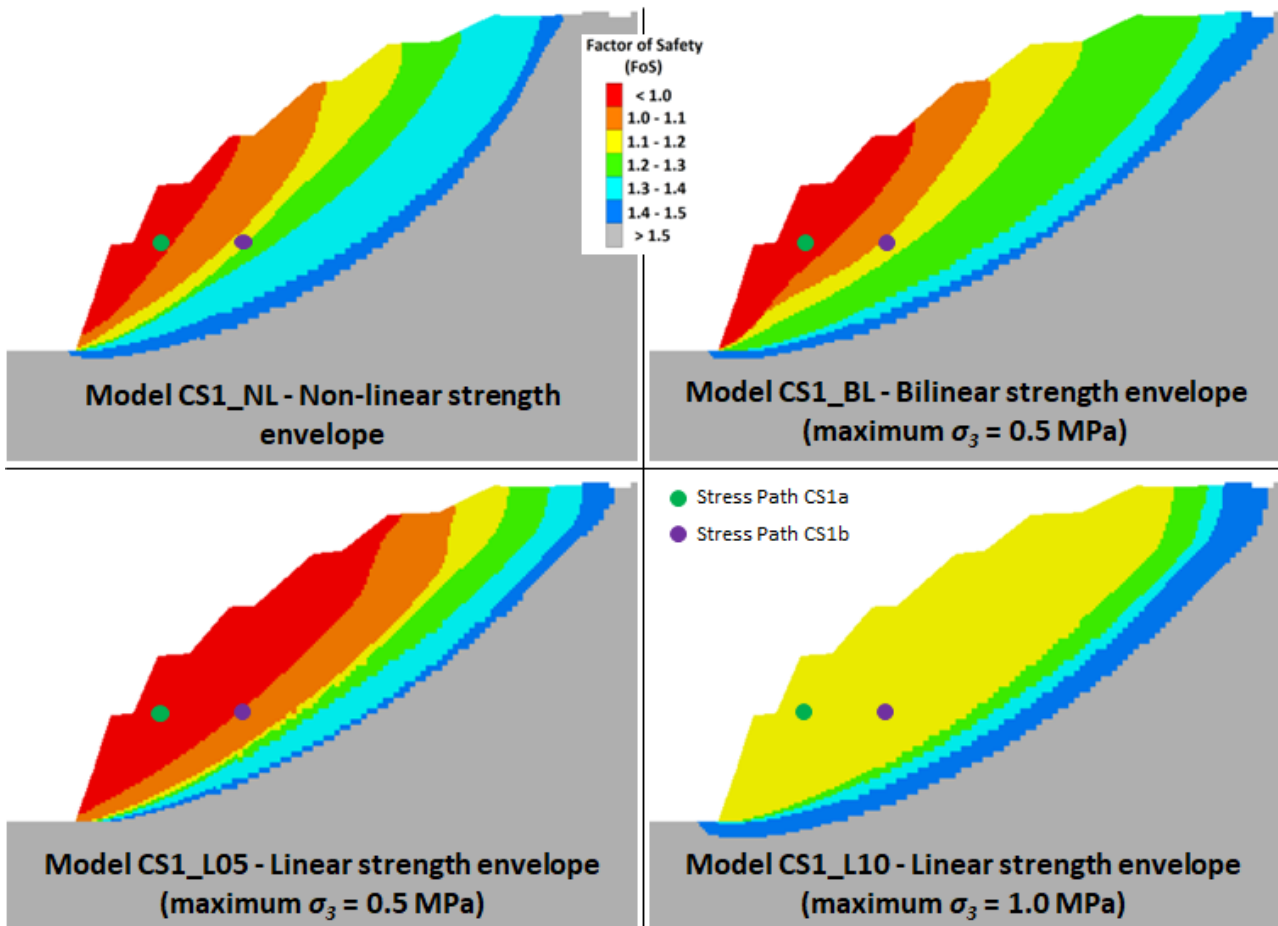 Factor of Safety
(FoS)
< 1.0
1.0 - 1.1
1.1 - 1.2
1.2 - 1.3
1.3 - 1.4
1.4 - 1.5
> 1.5
Model CS1_NL - Non-linear strength
envelope
Model CS1_BL - Bilinear strength envelope
(maximum σ₃ = 0.5 MPa)
Stress Path CS1a
Stress Path CS1b
Model CS1_L05 - Linear strength envelope
(maximum σ₃ = 0.5 MPa)
Model CS1_L10 - Linear strength envelope
(maximum σ₃ = 1.0 MPa)